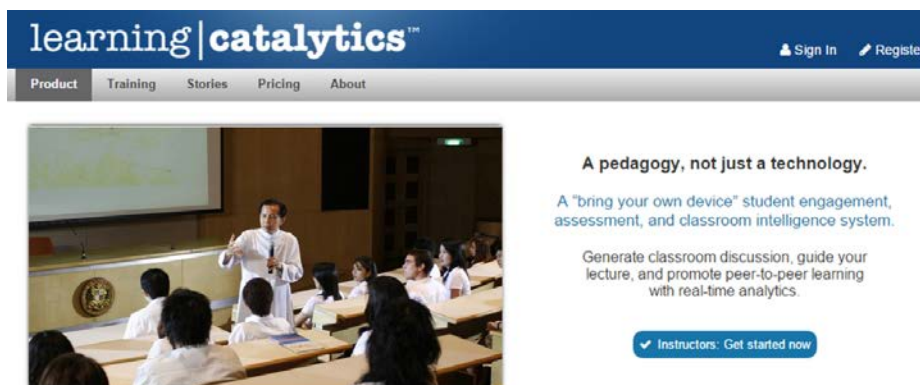 learning|catalytics™
Sign In Registe
Product Training Stories Pricing About
A pedagogy, not just a technology.
A "bring your own device" student engagement,
assessment, and classroom intelligence system.
Generate classroom discussion, guide your
lecture, and promote peer-to-peer learning
with real-time analytics.
Instructors: Get started now